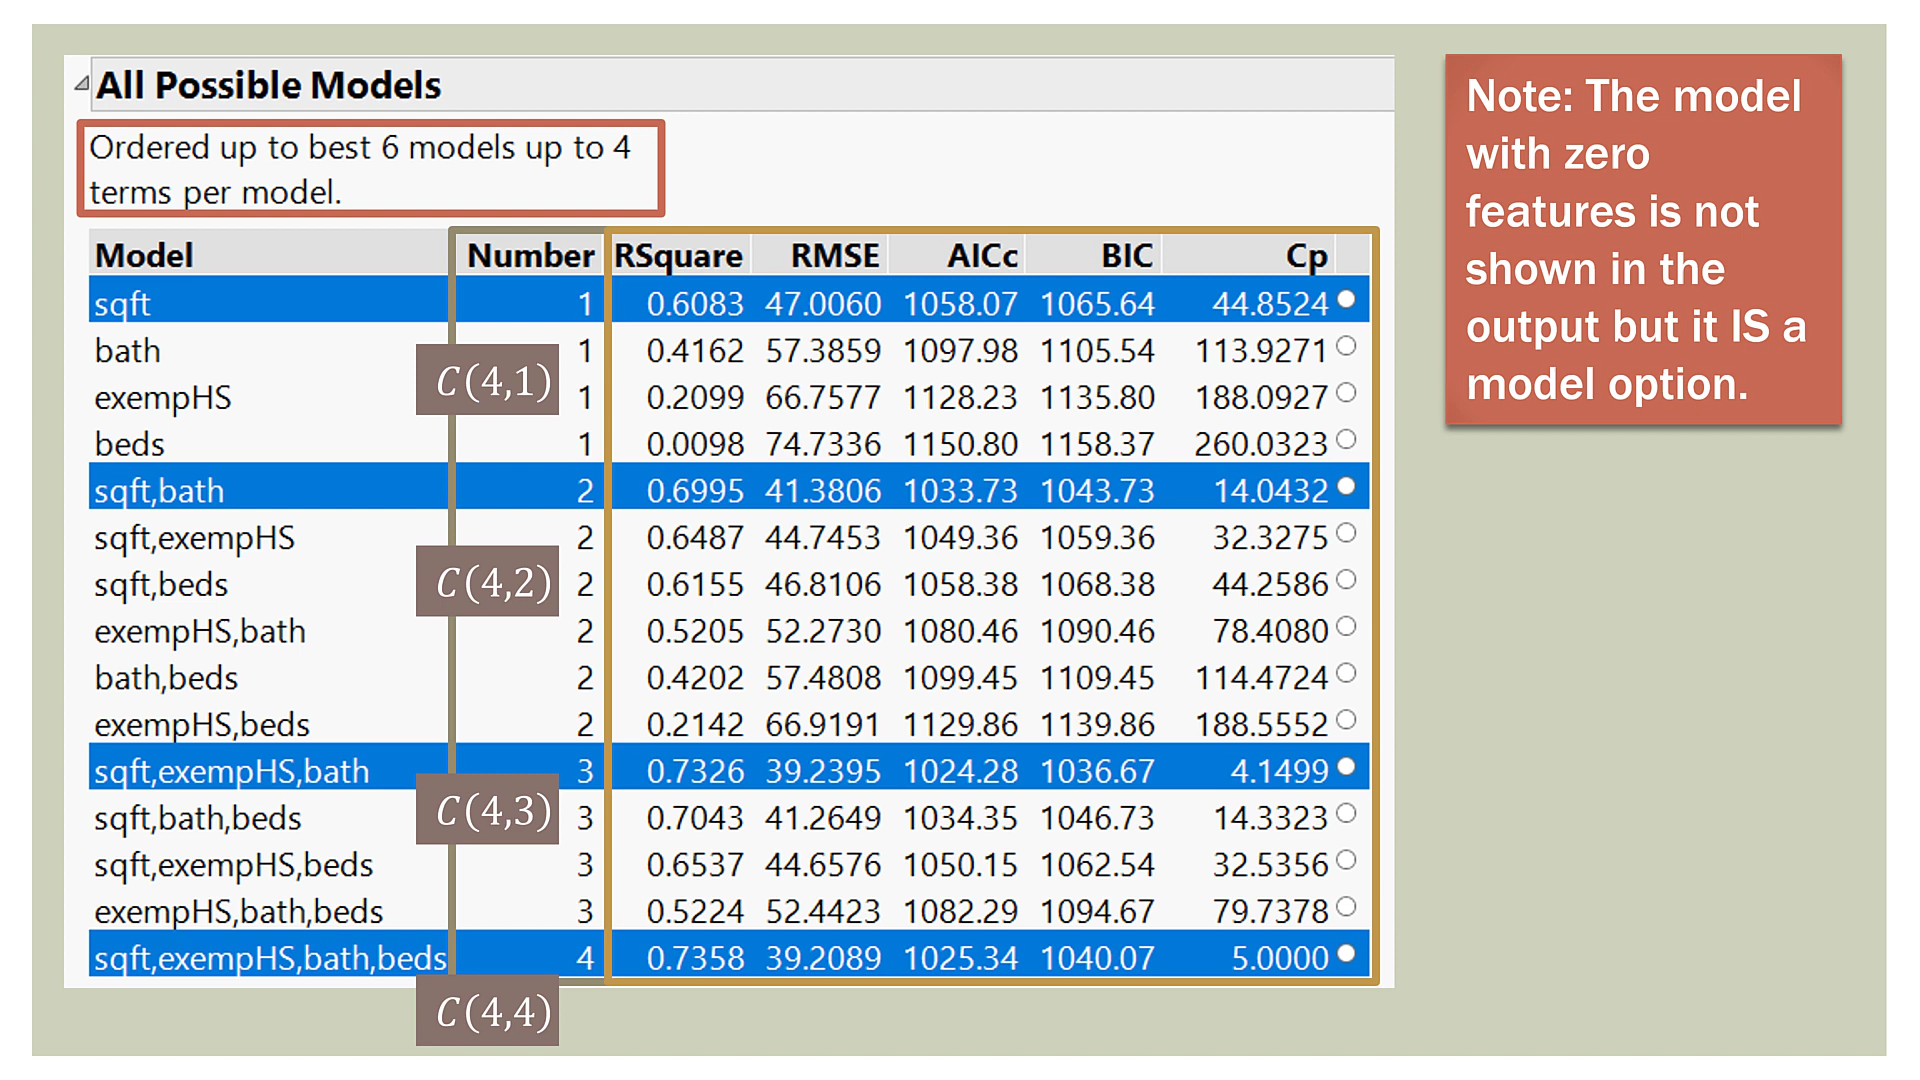 All Possible Models
Ordered up to best 6 models up to 4
terms per model.
Model Number RSquare RMSE AICc BIC Cp
sqft 1 0.6083 47.0060 1058.07 1065.64 44.8524
bath 1 0.4162 57.3859 1097.98 1105.54 113.9271
C(4,1)
exempHS 1 0.2099 66.7577 1128.23 1135.80 188.0927
beds 1 0.0098 74.7336 1150.80 1158.37 260.0323
sqft,bath 2 0.6995 41.3806 1033.73 1043.73 14.0432
sqft,exempHS 2 0.6487 44.7453 1049.36 1059.36 32.3275
sqft,beds 2 0.6155 46.8106 1058.38 1068.38 44.2586
C(4,2)
exempHS,bath 2 0.5205 52.2730 1080.46 1090.46 78.4080
bath,beds 2 0.4202 57.4808 1099.45 1109.45 114.4724
exempHS,beds 2 0.2142 66.9191 1129.86 1139.86 188.5552
sqft,exempHS,bath 3 0.7326 39.2395 1024.28 1036.67 4.1499
C(4,3)
sqft,bath,beds 3 0.7043 41.2649 1034.35 1046.73 14.3323
sqft,exempHS,beds 3 0.6537 44.6576 1050.15 1062.54 32.5356
exempHS,bath,beds 3 0.5224 52.4423 1082.29 1094.67 79.7378
sqft,exempHS,bath,beds 4 0.7358 39.2089 1025.34 1040.07 5.0000
C(4,4)
Note: The model
with zero
features is not
shown in the
output but it IS a
model option.